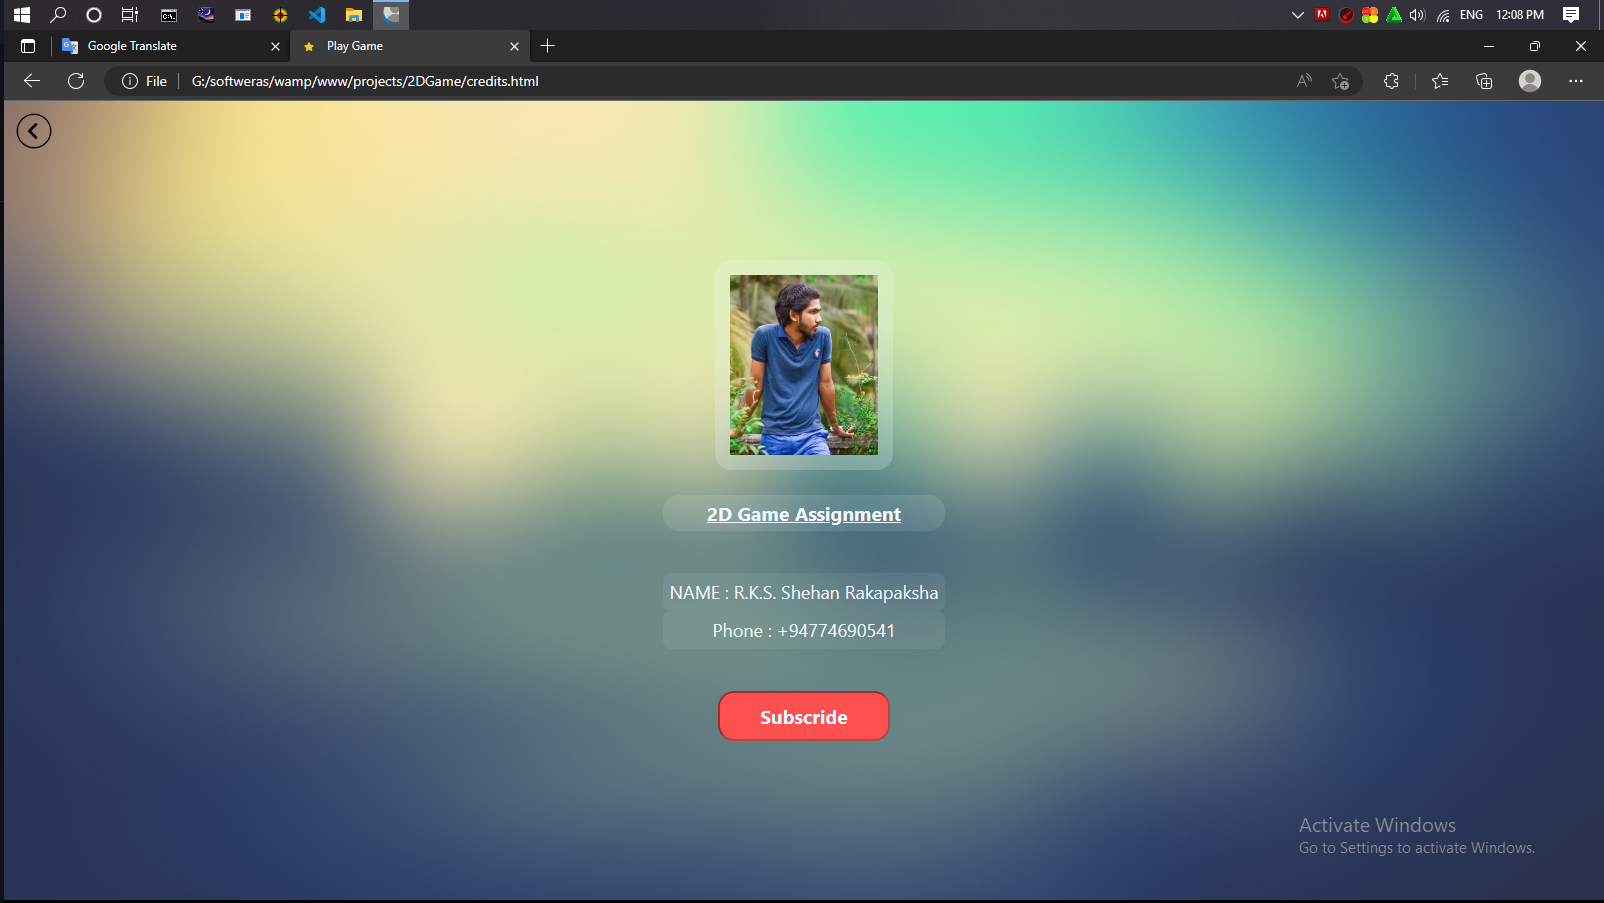 ENG 12:08 PM
Google Translate
Play Game
File G:/softweras/wamp/www/projects/2DGame/credits.html
2D Game Assignment
NAME : R.K.S. Shehan Rakapaksha
Phone : +94774690541
Subscride
Activate Windows
Go to Settings to activate Windows.